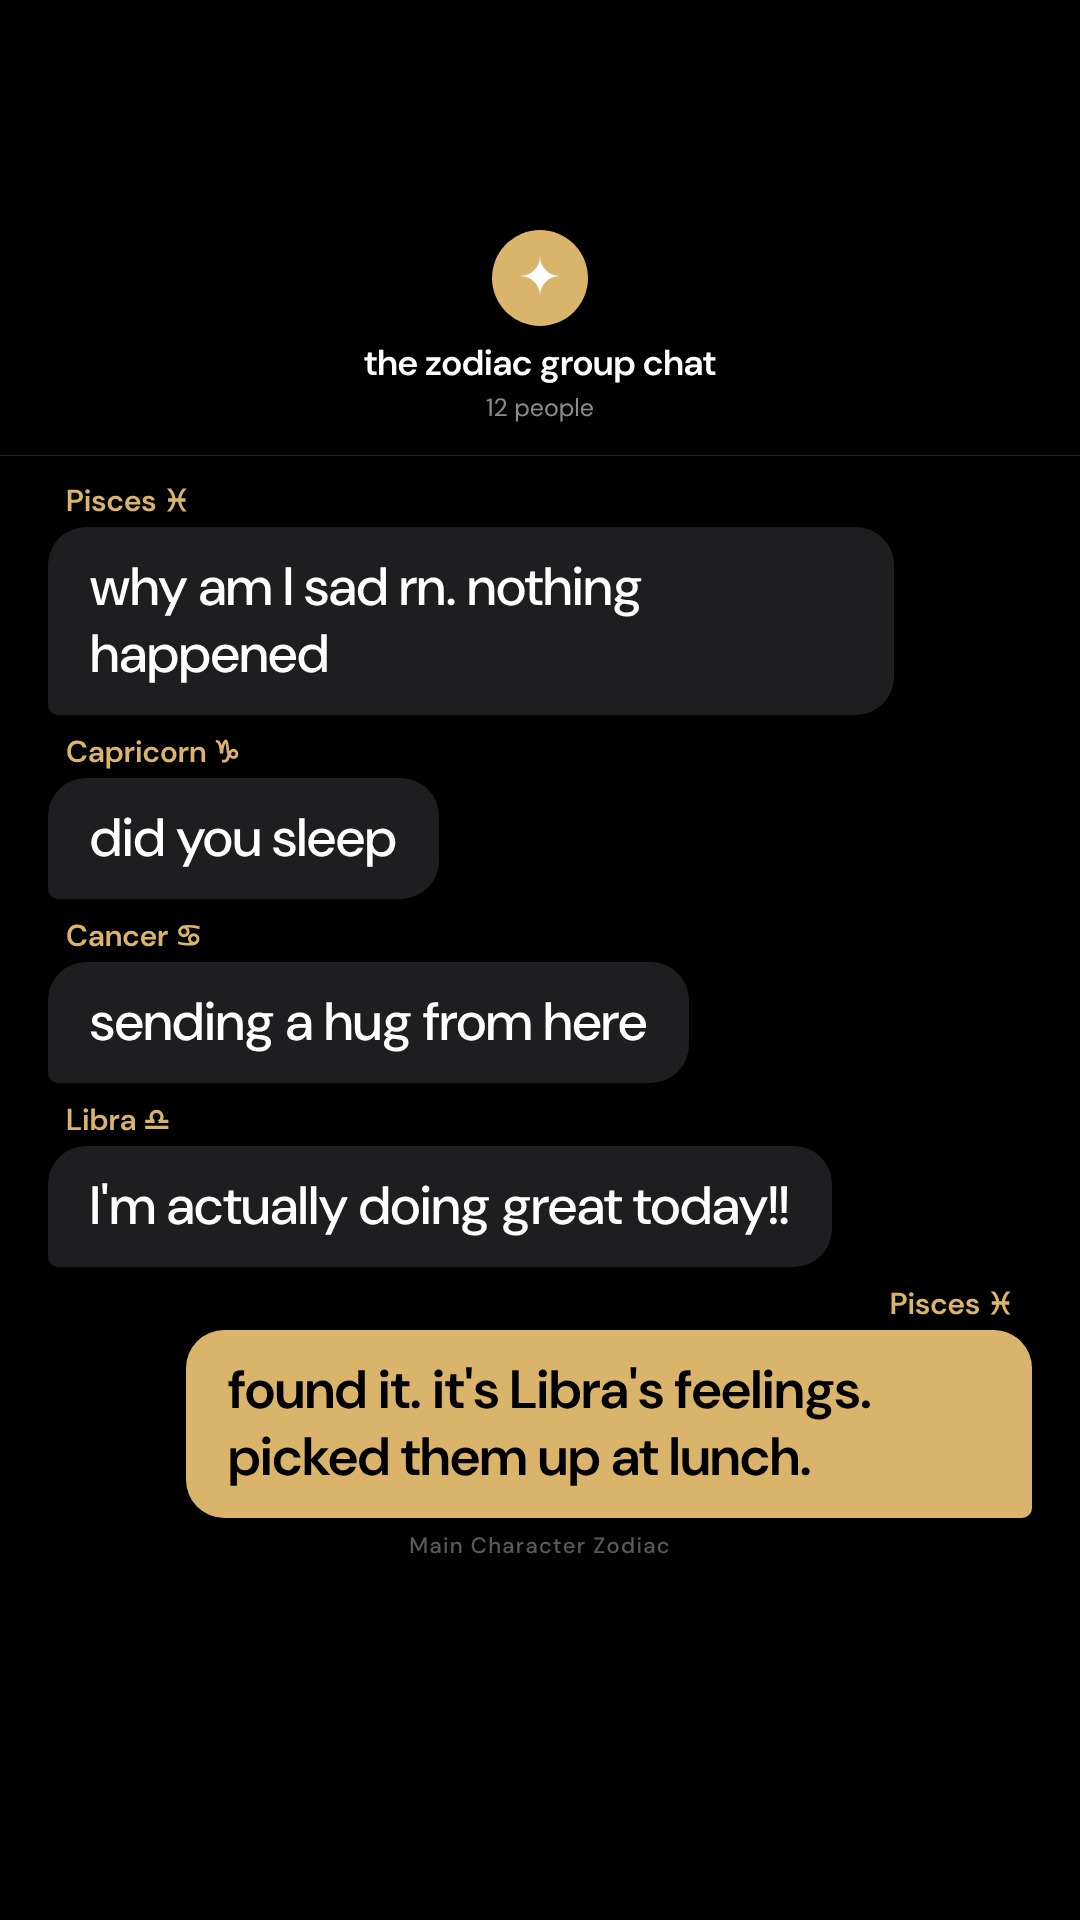 the zodiac group chat
12 people
Pisces ♓︎
why am I sad rn. nothing
happened
Capricorn ♑︎
did you sleep
Cancer ♋︎
sending a hug from here
Libra ♎︎
I'm actually doing great today!!
Pisces ♓︎
found it. it's Libra's feelings.
picked them up at lunch.
Main Character Zodiac